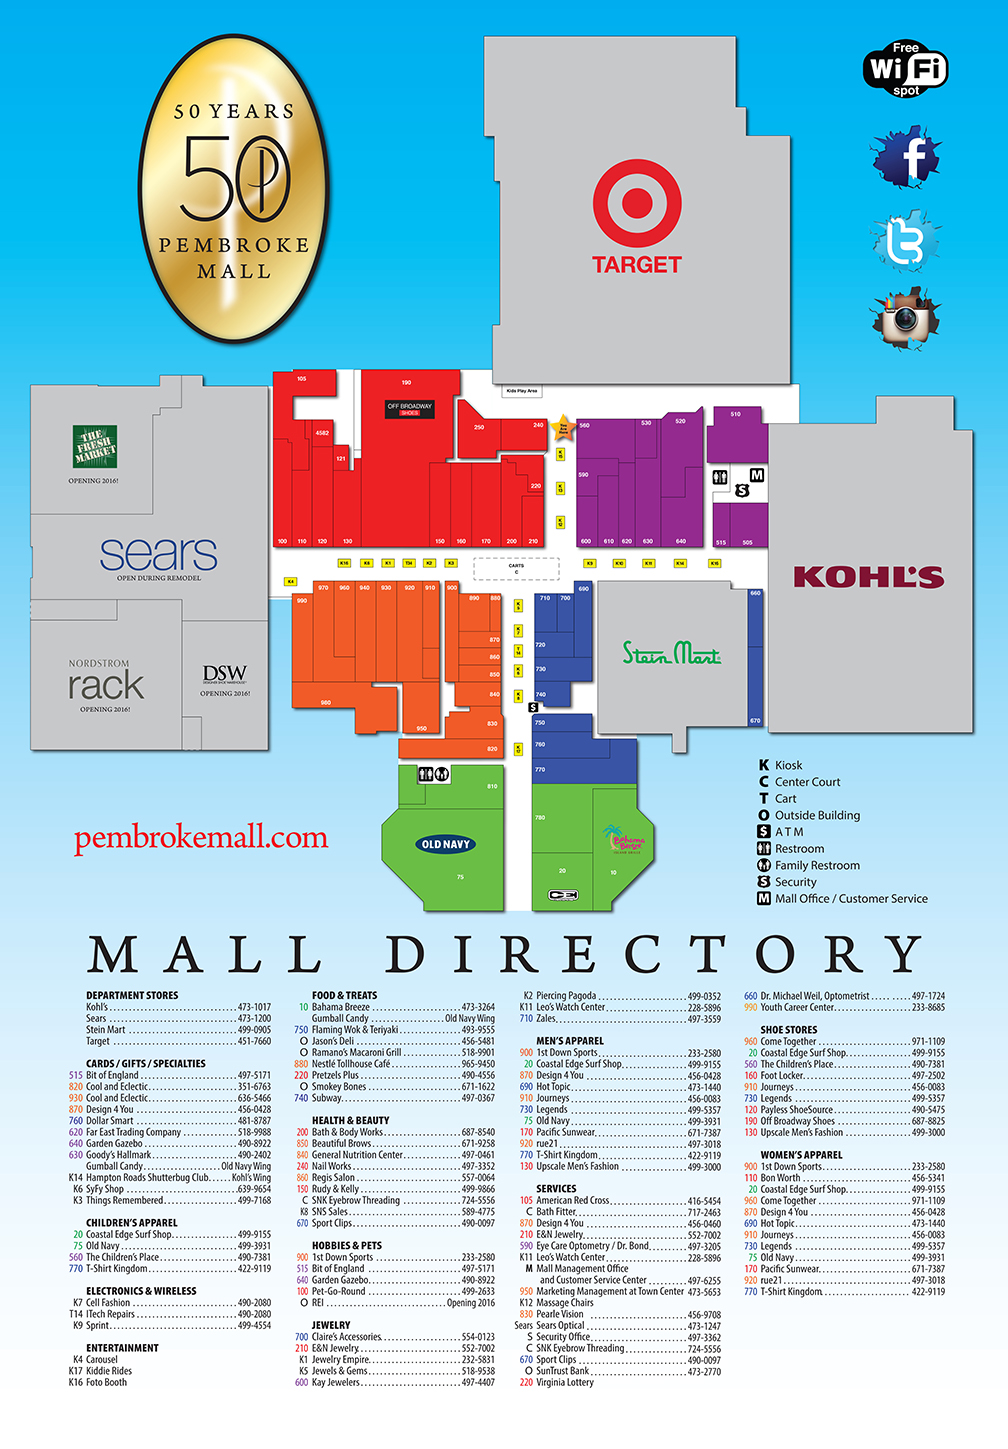 50 YEARS
50
PEMBROKE
MALL
Free
Wi Fi
spot
TARGET
Kids Play Area
105
190
OFF BROADWAY
SHOES
4582
121
250
240
You Are Here
560
530
520
510
THE FRESH MARKET
OPENING 2016!
sears
OPEN DURING REMODEL
220
590
K 15
K 13
K 12
M
S
100
110
120
130
150
160
170
200
210
600
610
620
630
640
515
505
K16
K6
K1
T34
K2
K3
CARTS
C
K9
K10
K11
K14
K15
KOHL'S
K4
990
970
960
940
930
920
910
900
890
880
870
860
850
840
830
820
980
950
710
700
690
720
730
740
750
760
770
660
670
K 5
K 7
T 14
K 6
K 8
K 17
$
Stein Mart
NORDSTROM
rack
OPENING 2016!
DSW
DESIGNER SHOE WAREHOUSE
OPENING 2016!
810
OLD NAVY
75
780
20
10
Bahama Breeze
ISLAND GRILLE
pembrokemall.com
K Kiosk
C Center Court
T Cart
O Outside Building
$ A T M
Restroom
Family Restroom
S Security
M Mall Office / Customer Service
MALL DIRECTORY
DEPARTMENT STORES
Kohl's 473-1017
Sears 473-1200
Stein Mart 499-0905
Target 451-7660
CARDS / GIFTS / SPECIALTIES
515 Bit of England 497-5171
820 Cool and Eclectic 351-6763
930 Cool and Eclectic 636-5466
870 Design 4 You 456-0428
760 Dollar Smart 481-8787
620 Far East Trading Company 518-9988
640 Garden Gazebo 490-8922
630 Goody's Hallmark 490-2402
Gumball Candy Old Navy Wing
K14 Hampton Roads Shutterbug Club Kohl's Wing
K6 SyFy Shop 639-9654
K3 Things Remembered 499-7168
CHILDREN'S APPAREL
20 Coastal Edge Surf Shop 499-9155
75 Old Navy 499-3931
560 The Children's Place 490-7381
770 T-Shirt Kingdom 422-9119
ELECTRONICS & WIRELESS
K7 Cell Fashion 490-2080
T14 ITech Repairs 490-2080
K9 Sprint 499-4554
ENTERTAINMENT
K4 Carousel
K17 Kiddie Rides
K16 Foto Booth
FOOD & TREATS
10 Bahama Breeze 473-3264
Gumball Candy Old Navy Wing
750 Flaming Wok & Teriyaki 493-9555
O Jason's Deli 456-5481
O Ramano's Macaroni Grill 518-9901
880 Nestlé Tollhouse Café 965-9450
220 Pretzels Plus 490-4556
O Smokey Bones 671-1622
740 Subway 497-0367
HEALTH & BEAUTY
200 Bath & Body Works 687-8540
850 Beautiful Brows 671-9258
840 General Nutrition Center 497-0461
240 Nail Works 497-3352
860 Regis Salon 557-0064
150 Rudy & Kelly 499-9866
C SNK Eyebrow Threading 724-5556
K8 SNS Sales 589-4775
670 Sport Clips 490-0097
HOBBIES & PETS
900 1st Down Sports 233-2580
515 Bit of England 497-5171
640 Garden Gazebo 490-8922
100 Pet-Go-Round 499-2633
O REI Opening 2016
JEWELRY
700 Claire's Accessories 554-0123
210 E&N Jewelry 552-7002
K1 Jewelry Empire 232-5831
K5 Jewels & Gems 518-9538
600 Kay Jewelers 497-4407
K2 Piercing Pagoda 499-0352
K11 Leo's Watch Center 228-5896
710 Zales 497-3559
MEN'S APPAREL
900 1st Down Sports 233-2580
20 Coastal Edge Surf Shop 499-9155
870 Design 4 You 456-0428
690 Hot Topic 473-1440
910 Journeys 456-0083
730 Legends 499-5357
75 Old Navy 499-3931
170 Pacific Sunwear 671-7387
920 rue21 497-3018
770 T-Shirt Kingdom 422-9119
130 Upscale Men's Fashion 499-3000
SERVICES
105 American Red Cross 416-5454
C Bath Fitter 717-2463
870 Design 4 You 456-0460
210 E&N Jewelry 552-7002
590 Eye Care Optometry / Dr. Bond 497-3205
K11 Leo's Watch Center 228-5896
M Mall Management Office
and Customer Service Center 497-6255
950 Marketing Management at Town Center 473-5653
K12 Massage Chairs
830 Pearle Vision 456-9708
Sears Sears Optical 473-1247
S Security Office 497-3362
C SNK Eyebrow Threading 724-5556
670 Sport Clips 490-0097
O SunTrust Bank 473-2770
220 Virginia Lottery
660 Dr. Michael Weil, Optometrist 497-1724
990 Youth Career Center 233-8685
SHOE STORES
960 Come Together 971-1109
20 Coastal Edge Surf Shop 499-9155
560 The Children's Place 490-7381
160 Foot Locker 497-2502
910 Journeys 456-0083
730 Legends 499-5357
120 Payless ShoeSource 490-5475
190 Off Broadway Shoes 687-8825
130 Upscale Men's Fashion 499-3000
WOMEN'S APPAREL
900 1st Down Sports 233-2580
110 Bon Worth 456-5341
20 Coastal Edge Surf Shop 499-9155
960 Come Together 971-1109
870 Design 4 You 456-0428
690 Hot Topic 473-1440
910 Journeys 456-0083
730 Legends 499-5357
75 Old Navy 499-3931
170 Pacific Sunwear 671-7387
920 rue21 497-3018
770 T-Shirt Kingdom 422-9119